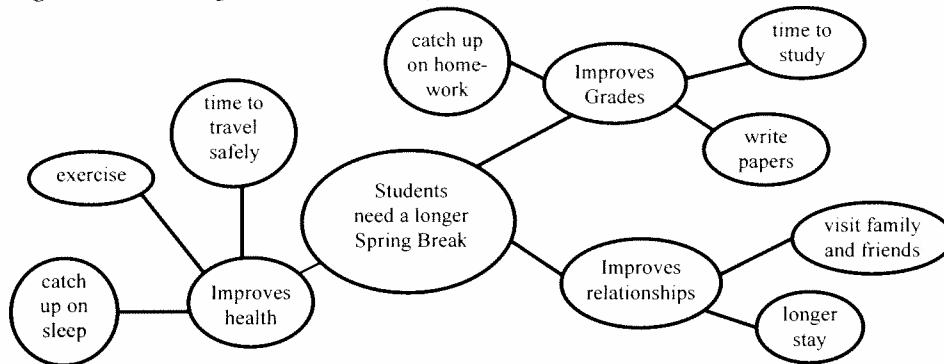 catch up
on home-
work
Improves
Grades
time to
study
write
papers
time to
travel
safely
exercise
catch
up on
sleep
Improves
health
Students
need a longer
Spring Break
Improves
relationships
visit family
and friends
longer
stay